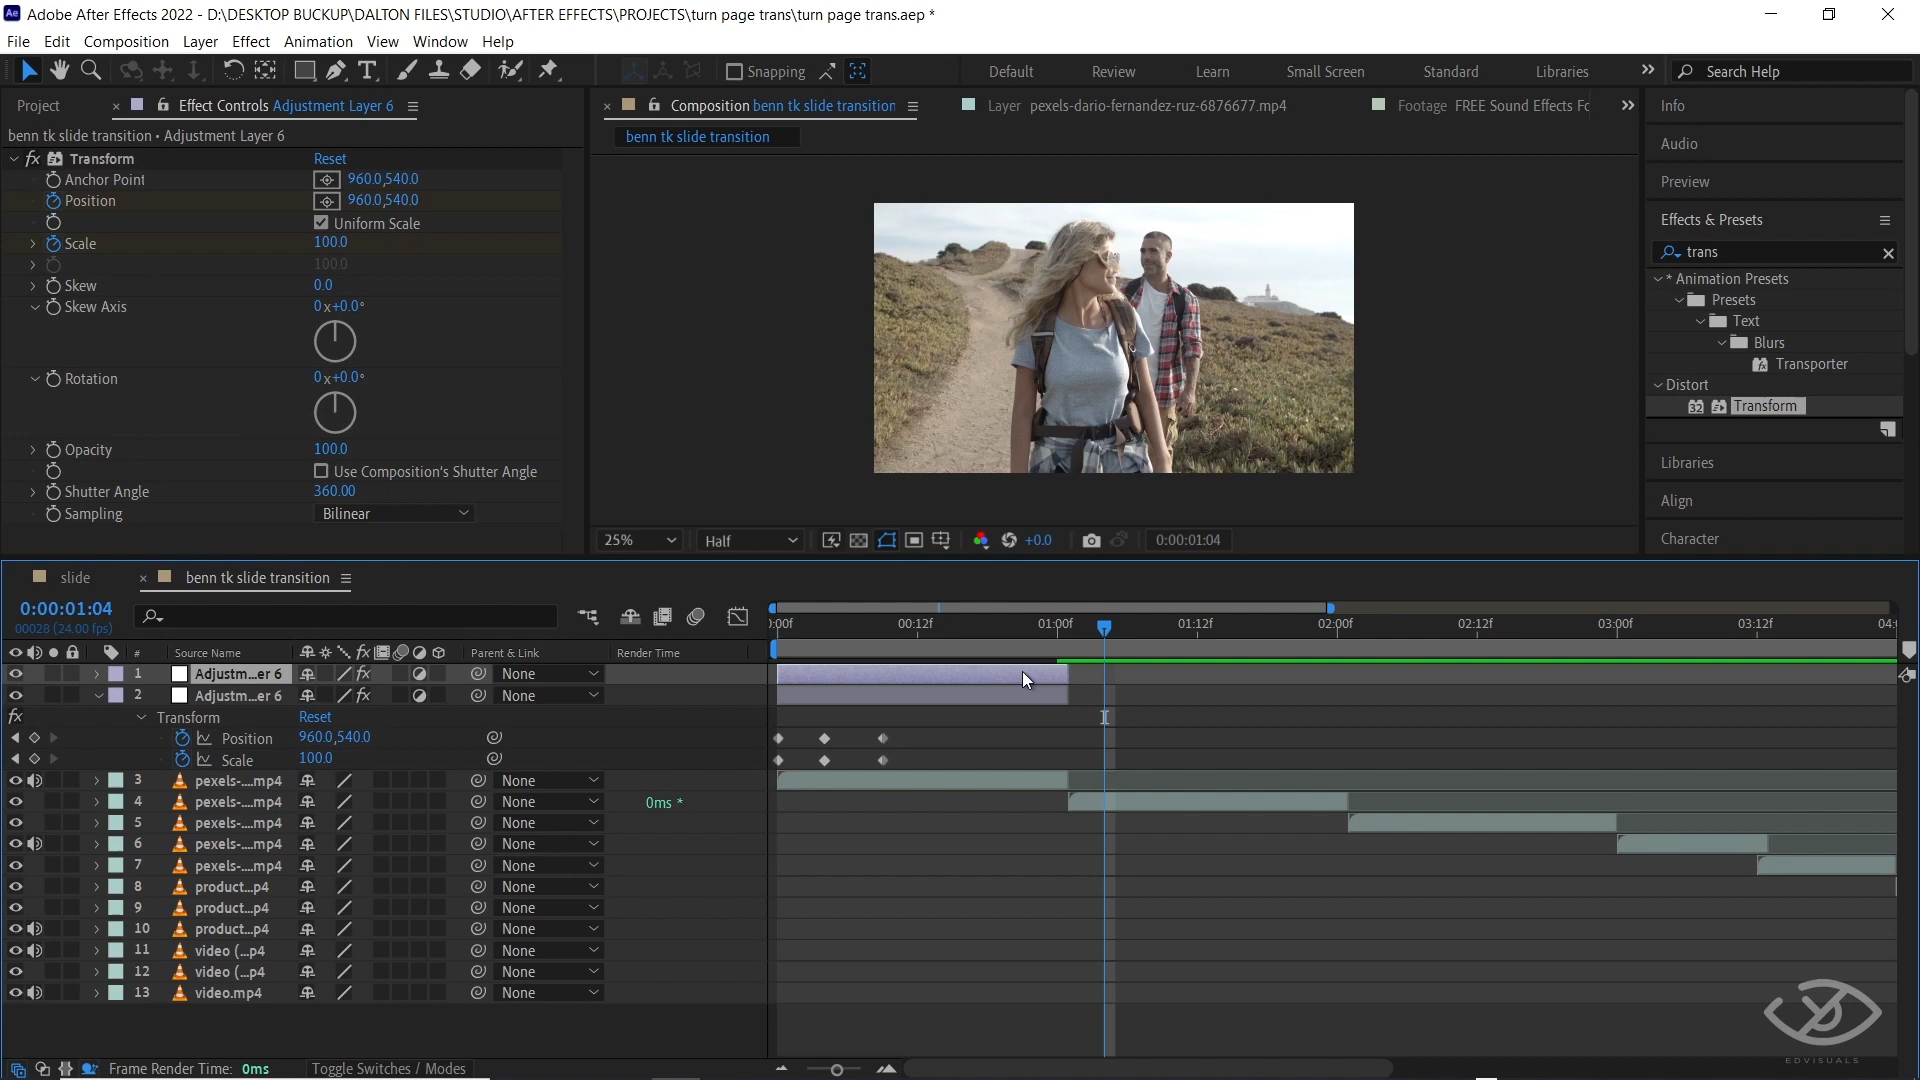 Ae Adobe After Effects 2022 - D:\DESKTOP BUCKUP\DALTON FILES\STUDIO\AFTER EFFECTS\PROJECTS\turn page trans\turn page trans.aep *
File Edit Composition Layer Effect Animation View Window Help
Snapping Default Review Learn Small Screen Standard Libraries Search Help
Project Effect Controls Adjustment Layer 6
benn tk slide transition • Adjustment Layer 6
fx Transform Reset
Anchor Point 960.0,540.0
Position 960.0,540.0
Uniform Scale
Scale 100.0
100.0
Skew 0.0
Skew Axis 0x+0.0°
Rotation 0x+0.0°
Opacity 100.0
Use Composition's Shutter Angle
Shutter Angle 360.00
Sampling Bilinear
Composition benn tk slide transition Layer pexels-dario-fernandez-ruz-6876677.mp4 Footage FREE Sound Effects Fc
benn tk slide transition
25% Half +0.0 0:00:01:04
Info
Audio
Preview
Effects & Presets
trans
* Animation Presets
Presets
Text
Blurs
Transporter
Distort
32 Transform
Libraries
Align
Character
slide benn tk slide transition
0:00:01:04
00028 (24.00 fps)
):00f 00:12f 01:00f 01:12f 02:00f 02:12f 03:00f 03:12f 04:
# Source Name fx Parent & Link Render Time
1 Adjustm...er 6 fx None
2 Adjustm...er 6 fx None
fx Transform Reset
Position 960.0,540.0
Scale 100.0
3 pexels-....mp4 None
4 pexels-....mp4 None 0ms *
5 pexels-....mp4 None
6 pexels-....mp4 None
7 pexels-....mp4 None
8 product...p4 None
9 product...p4 None
10 product...p4 None
11 video (...p4 None
12 video (...p4 None
13 video.mp4 None
Frame Render Time: 0ms Toggle Switches / Modes
EDVISUALS